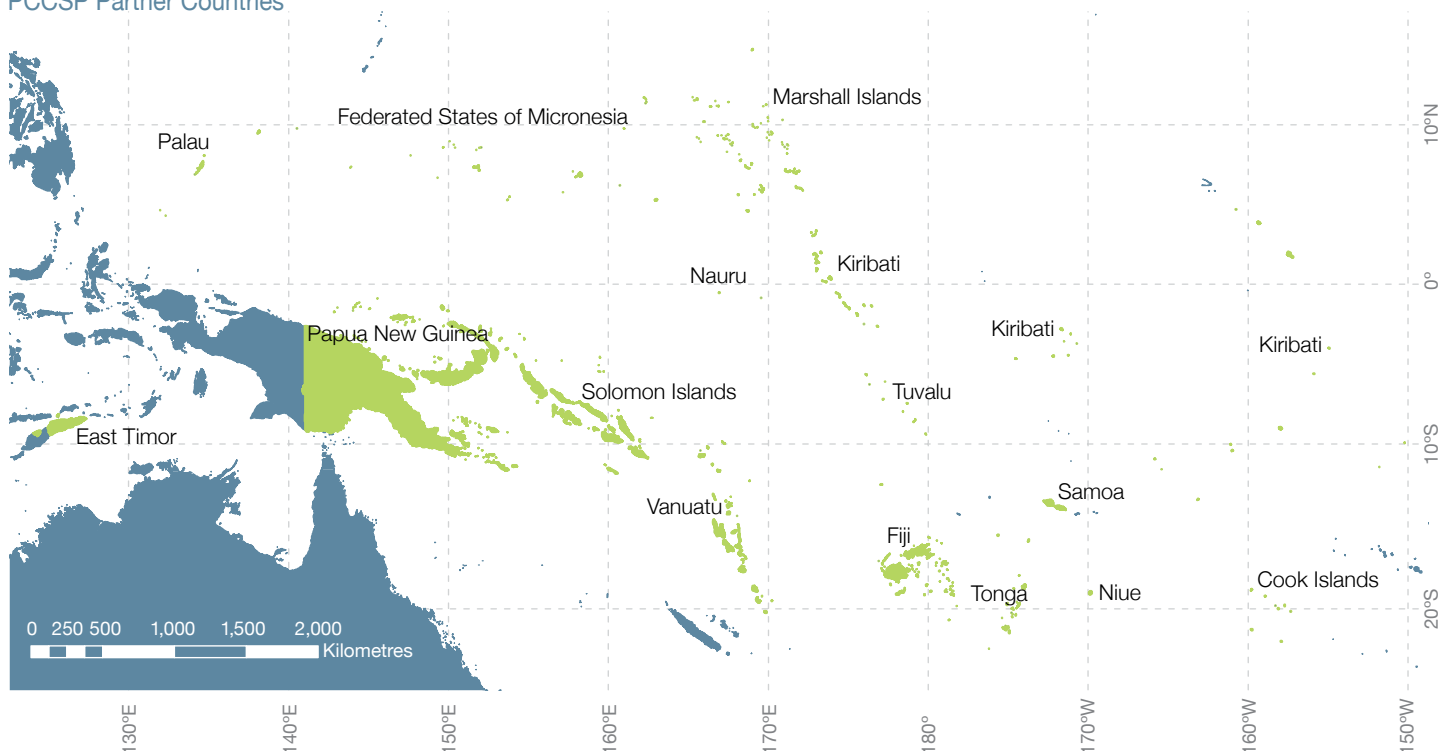 PCCSP Partner Countries
Marshall Islands
Federated States of Micronesia
Palau
10°N
Kiribati
Nauru
0°
Kiribati
Papua New Guinea
Kiribati
Solomon Islands
Tuvalu
East Timor
10°S
Samoa
Vanuatu
Fiji
Cook Islands
Tonga
Niue
20°S
0 250 500 1,000 1,500 2,000
Kilometres
130°E 140°E 150°E 160°E 170°E 180° 170°W 160°W 150°W